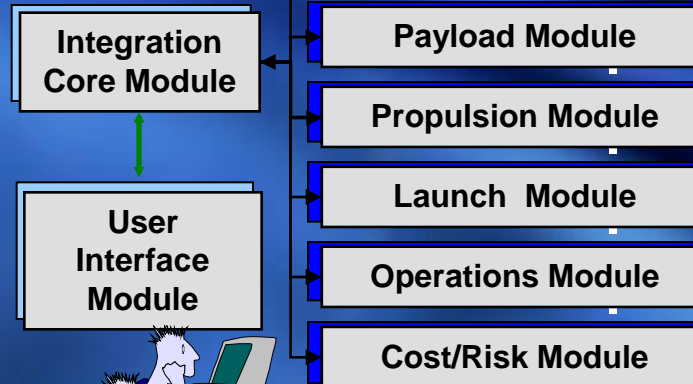 Integration
Core Module
User
Interface
Module
Payload Module
Propulsion Module
Launch Module
Operations Module
Cost/Risk Module